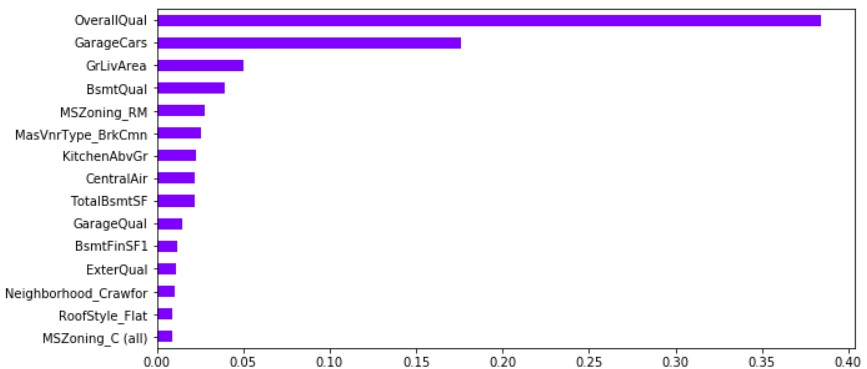 OverallQual
GarageCars
GrLivArea
BsmtQual
MSZoning_RM
MasVnrType_BrkCmn
KitchenAbvGr
CentralAir
TotalBsmtSF
GarageQual
BsmtFinSF1
ExterQual
Neighborhood_Crawfor
RoofStyle_Flat
MSZoning_C (all)
0.00 0.05 0.10 0.15 0.20 0.25 0.30 0.35 0.40